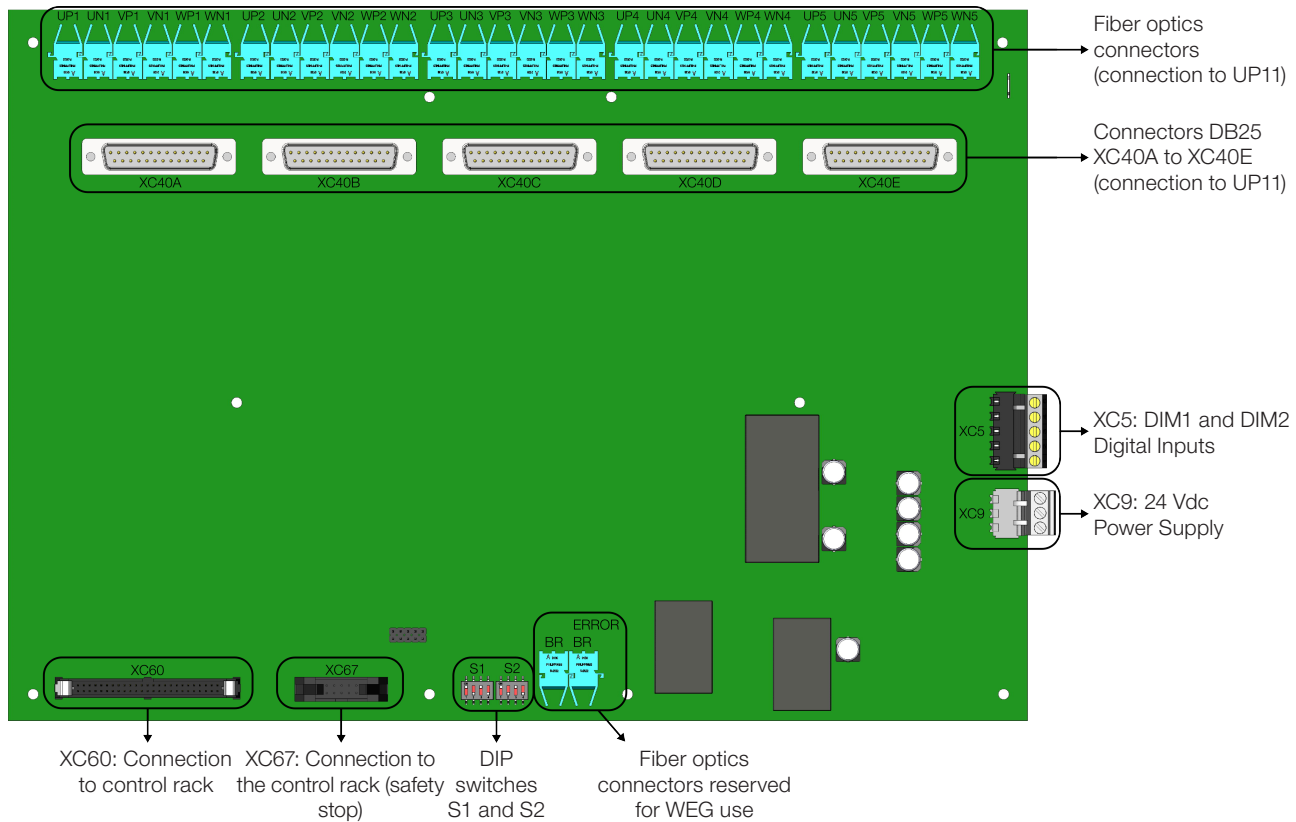 UP1 UN1 VP1 VN1 WP1 WN1 UP2 UN2 VP2 VN2 WP2 WN2 UP3 UN3 VP3 VN3 WP3 WN3 UP4 UN4 VP4 VN4 WP4 WN4 UP5 UN5 VP5 VN5 WP5 WN5
Fiber optics
connectors
(connection to UP11)
XC40A XC40B XC40C XC40D XC40E
Connectors DB25
XC40A to XC40E
(connection to UP11)
XC5
XC5: DIM1 and DIM2
Digital Inputs
XC9
XC9: 24 Vdc
Power Supply
ERROR
BR BR
XC60
XC67
S1 S2
XC60: Connection
to control rack
XC67: Connection to
the control rack (safety
stop)
DIP
switches
S1 and S2
Fiber optics
connectors reserved
for WEG use